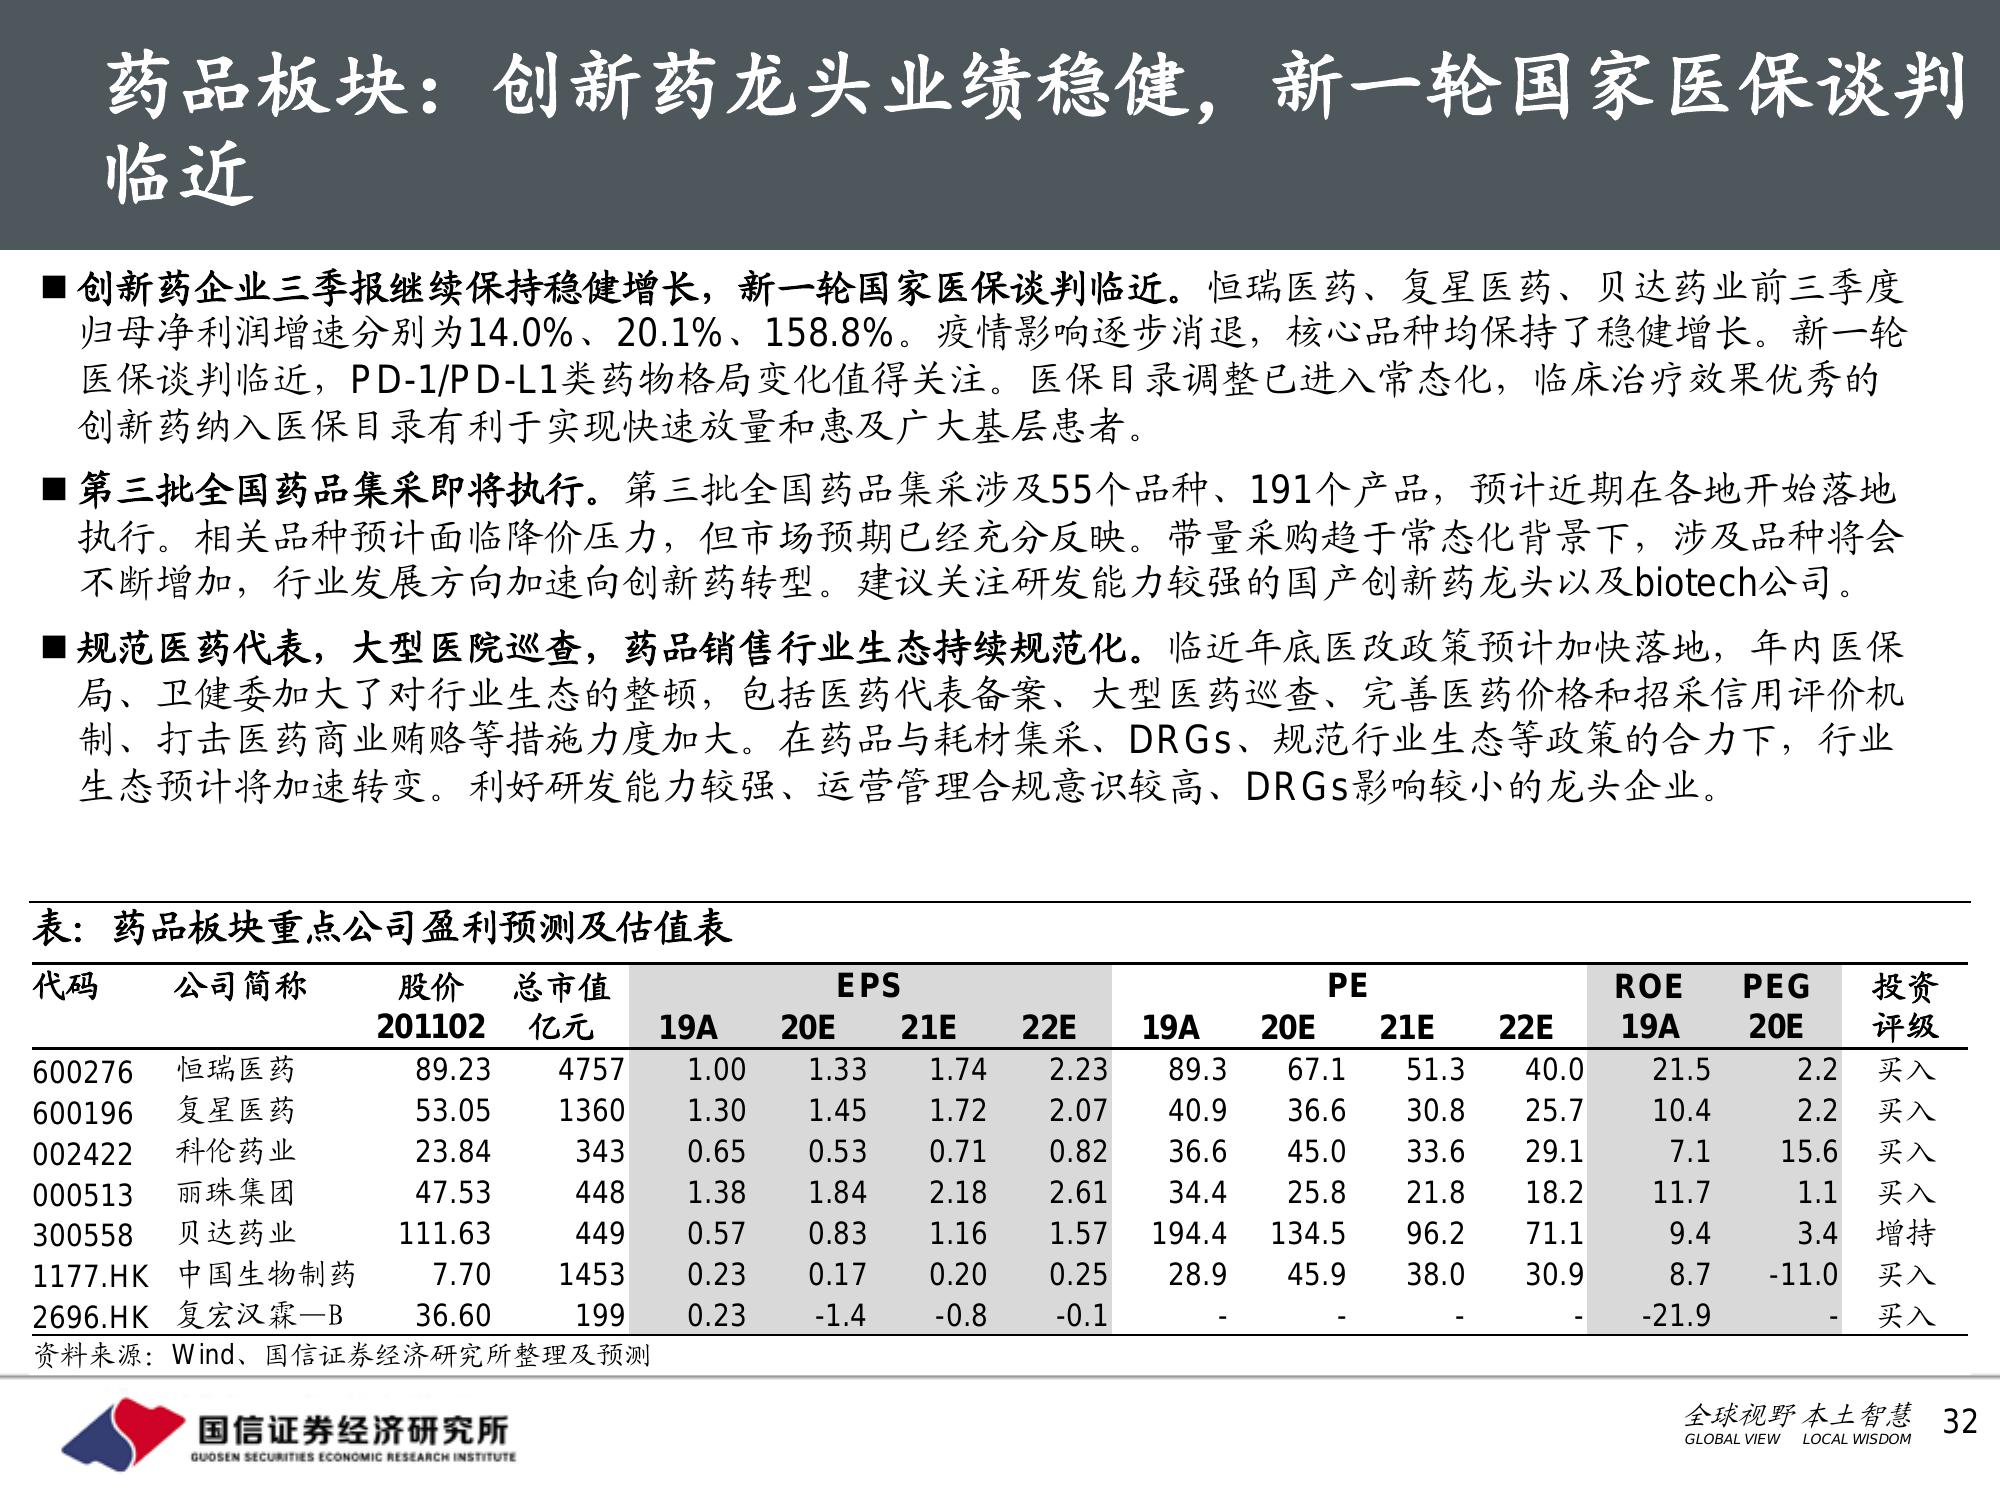 药品板块：创新药龙头业绩稳健，新一轮国家医保谈判
临近
■ 创新药企业三季报继续保持稳健增长，新一轮国家医保谈判临近。恒瑞医药、复星医药、贝达药业前三季度
归母净利润增速分别为14.0%、20.1%、158.8%。疫情影响逐步消退，核心品种均保持了稳健增长。新一轮
医保谈判临近，PD-1/PD-L1类药物格局变化值得关注。医保目录调整已进入常态化，临床治疗效果优秀的
创新药纳入医保目录有利于实现快速放量和惠及广大基层患者。
■ 第三批全国药品集采即将执行。第三批全国药品集采涉及55个品种、191个产品，预计近期在各地开始落地
执行。相关品种预计面临降价压力，但市场预期已经充分反映。带量采购趋于常态化背景下，涉及品种将会
不断增加，行业发展方向加速向创新药转型。建议关注研发能力较强的国产创新药龙头以及biotech公司。
■ 规范医药代表，大型医院巡查，药品销售行业生态持续规范化。临近年底医改政策预计加快落地，年内医保
局、卫健委加大了对行业生态的整顿，包括医药代表备案、大型医药巡查、完善医药价格和招采信用评价机
制、打击医药商业贿赂等措施力度加大。在药品与耗材集采、DRGs、规范行业生态等政策的合力下，行业
生态预计将加速转变。利好研发能力较强、运营管理合规意识较高、DRGs影响较小的龙头企业。
表：药品板块重点公司盈利预测及估值表
代码 公司简称 股价 总市值 EPS PE ROE PEG 投资
201102 亿元 19A 20E 21E 22E 19A 20E 21E 22E 19A 20E 评级
600276 恒瑞医药 89.23 4757 1.00 1.33 1.74 2.23 89.3 67.1 51.3 40.0 21.5 2.2 买入
600196 复星医药 53.05 1360 1.30 1.45 1.72 2.07 40.9 36.6 30.8 25.7 10.4 2.2 买入
002422 科伦药业 23.84 343 0.65 0.53 0.71 0.82 36.6 45.0 33.6 29.1 7.1 15.6 买入
000513 丽珠集团 47.53 448 1.38 1.84 2.18 2.61 34.4 25.8 21.8 18.2 11.7 1.1 买入
300558 贝达药业 111.63 449 0.57 0.83 1.16 1.57 194.4 134.5 96.2 71.1 9.4 3.4 增持
1177.HK 中国生物制药 7.70 1453 0.23 0.17 0.20 0.25 28.9 45.9 38.0 30.9 8.7 -11.0 买入
2696.HK 复宏汉霖—B 36.60 199 0.23 -1.4 -0.8 -0.1 - - - - -21.9 - 买入
资料来源：Wind、国信证券经济研究所整理及预测
国信证券经济研究所
GUOSEN SECURITIES ECONOMIC RESEARCH INSTITUTE
全球视野 本土智慧
GLOBAL VIEW LOCAL WISDOM
32